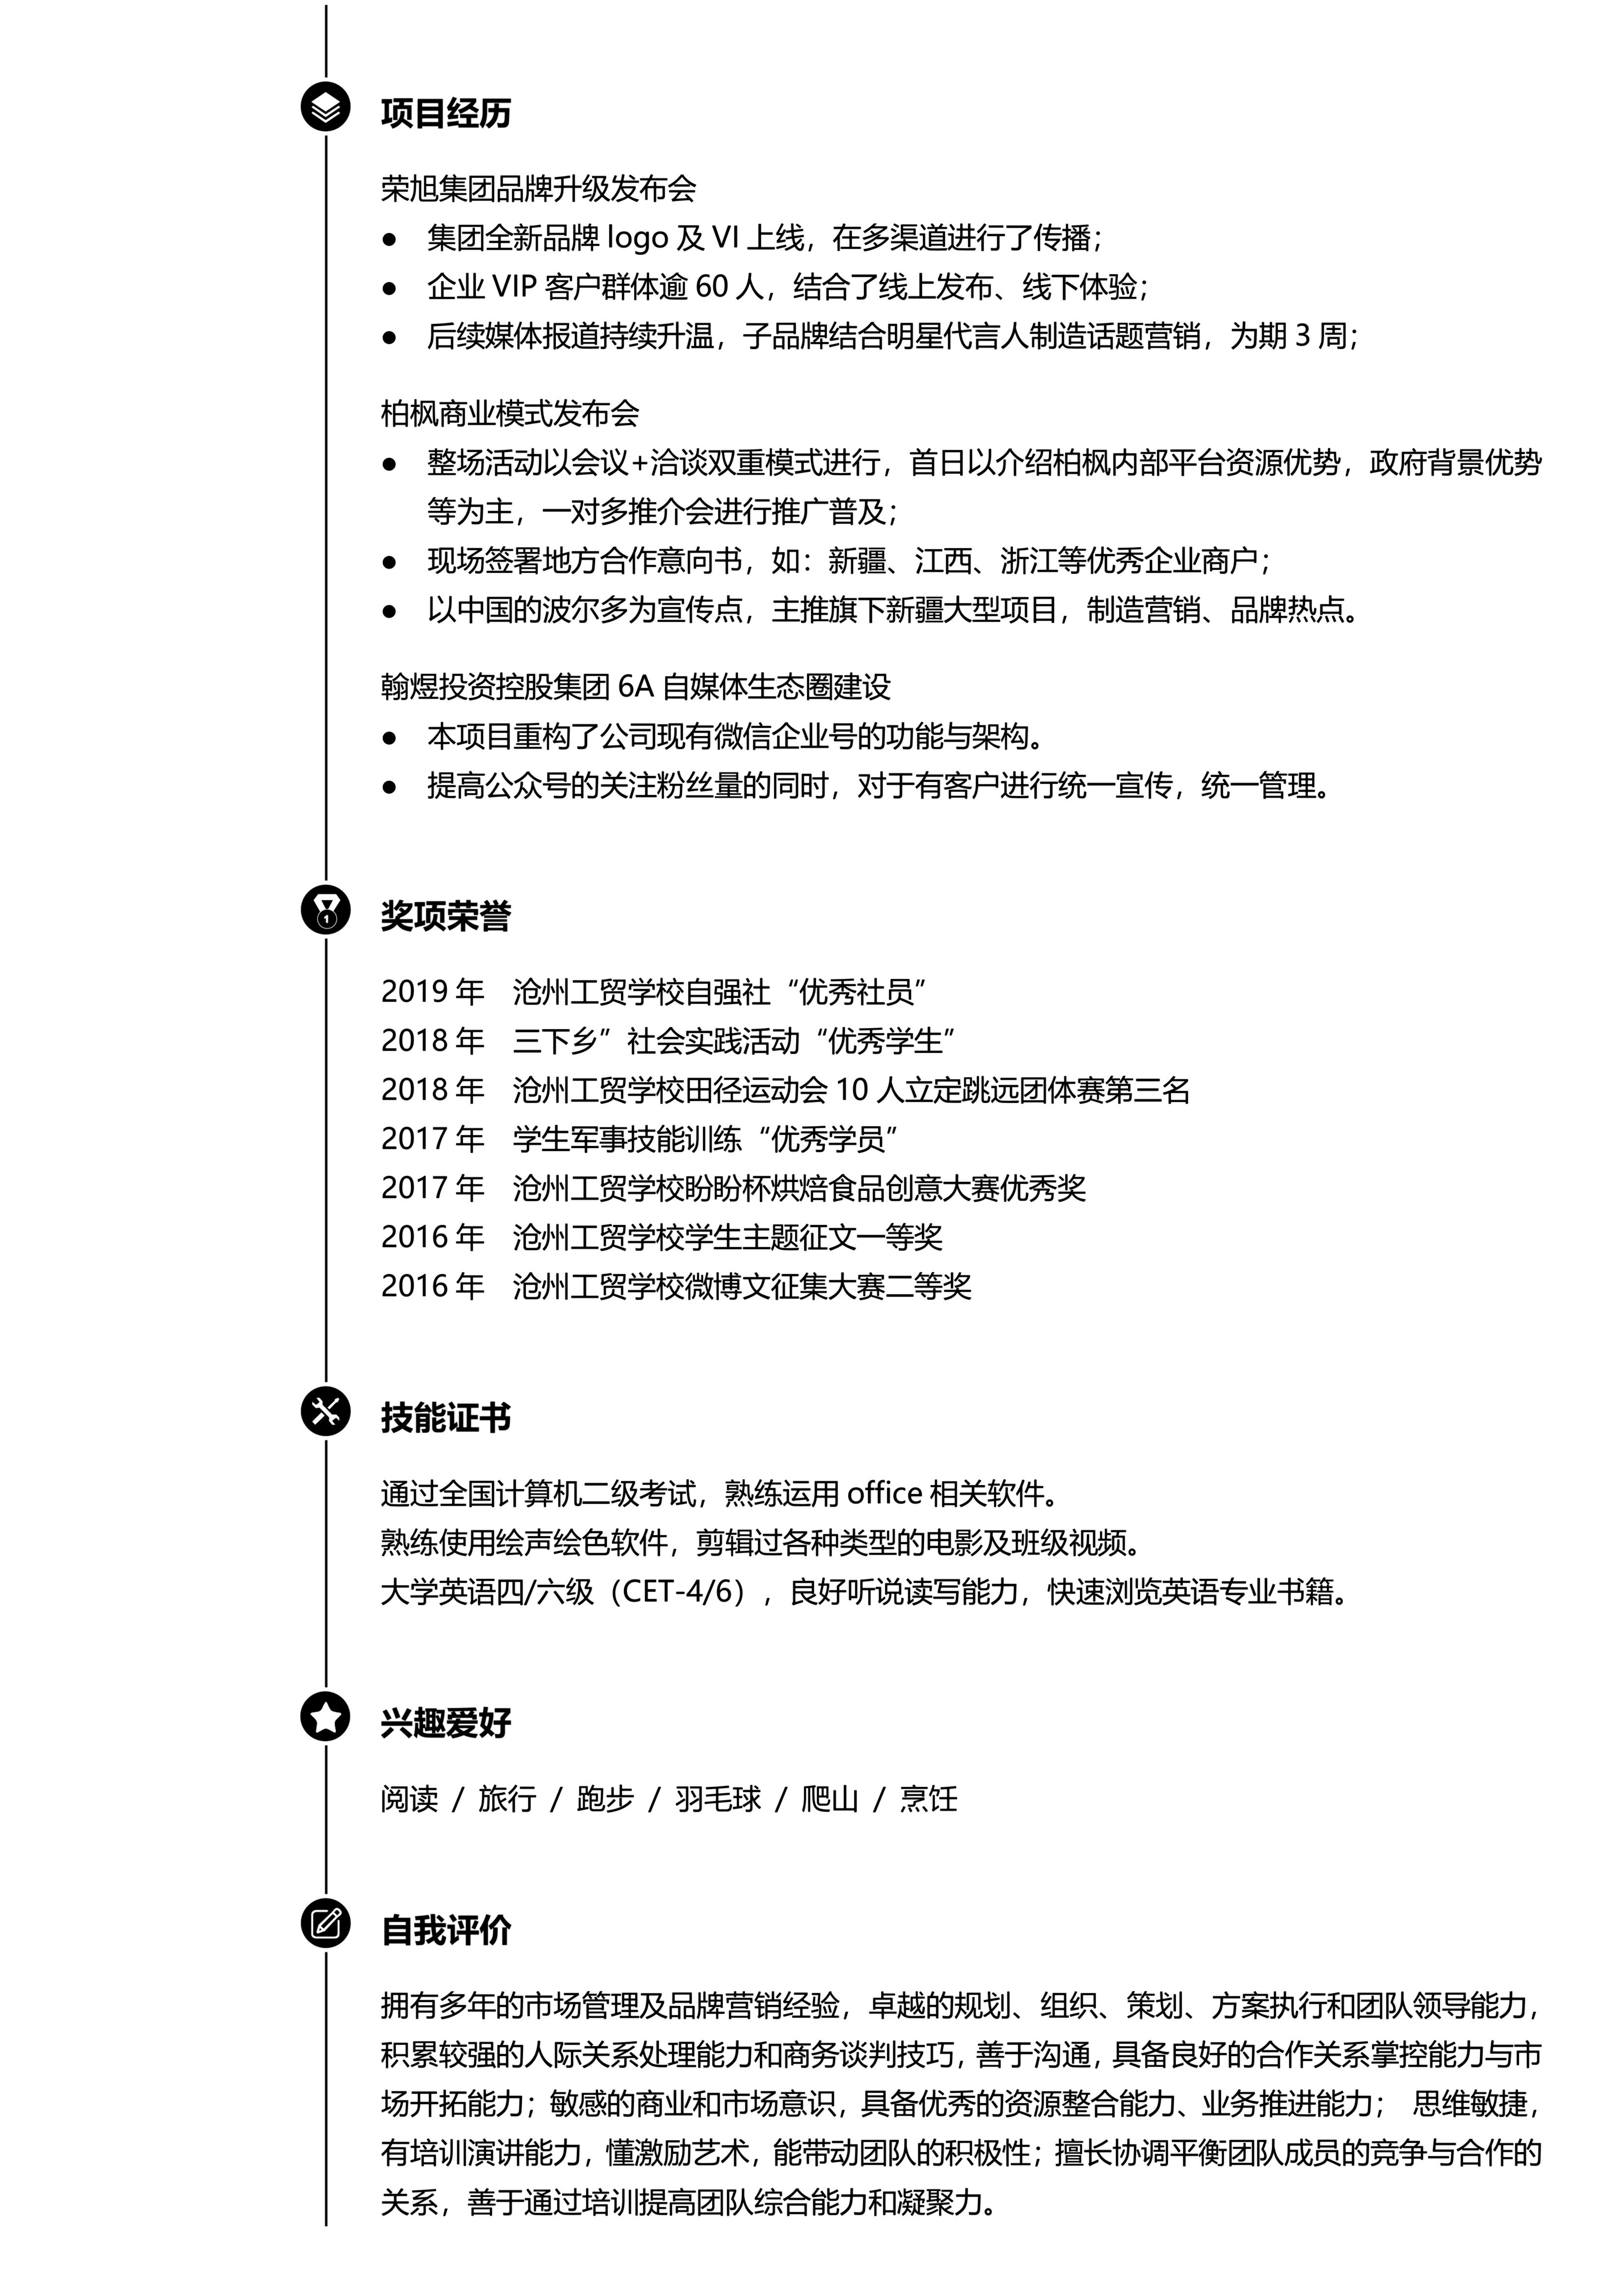 项目经历
荣旭集团品牌升级发布会
● 集团全新品牌 logo 及 VI 上线，在多渠道进行了传播；
● 企业 VIP 客户群体逾 60 人，结合了线上发布、线下体验；
● 后续媒体报道持续升温，子品牌结合明星代言人制造话题营销，为期 3 周；
柏枫商业模式发布会
● 整场活动以会议+洽谈双重模式进行，首日以介绍柏枫内部平台资源优势，政府背景优势
等为主，一对多推介会进行推广普及；
● 现场签署地方合作意向书，如：新疆、江西、浙江等优秀企业商户；
● 以中国的波尔多为宣传点，主推旗下新疆大型项目，制造营销、品牌热点。
翰煜投资控股集团 6A 自媒体生态圈建设
● 本项目重构了公司现有微信企业号的功能与架构。
● 提高公众号的关注粉丝量的同时，对于有客户进行统一宣传，统一管理。
1
奖项荣誉
2019 年 沧州工贸学校自强社“优秀社员”
2018 年 三下乡”社会实践活动“优秀学生”
2018 年 沧州工贸学校田径运动会 10 人立定跳远团体赛第三名
2017 年 学生军事技能训练“优秀学员”
2017 年 沧州工贸学校盼盼杯烘焙食品创意大赛优秀奖
2016 年 沧州工贸学校学生主题征文一等奖
2016 年 沧州工贸学校微博文征集大赛二等奖
技能证书
通过全国计算机二级考试，熟练运用 office 相关软件。
熟练使用绘声绘色软件，剪辑过各种类型的电影及班级视频。
大学英语四/六级（CET-4/6），良好听说读写能力，快速浏览英语专业书籍。
兴趣爱好
阅读 / 旅行 / 跑步 / 羽毛球 / 爬山 / 烹饪
自我评价
拥有多年的市场管理及品牌营销经验，卓越的规划、组织、策划、方案执行和团队领导能力，
积累较强的人际关系处理能力和商务谈判技巧，善于沟通，具备良好的合作关系掌控能力与市
场开拓能力；敏感的商业和市场意识，具备优秀的资源整合能力、业务推进能力； 思维敏捷，
有培训演讲能力，懂激励艺术，能带动团队的积极性；擅长协调平衡团队成员的竞争与合作的
关系，善于通过培训提高团队综合能力和凝聚力。